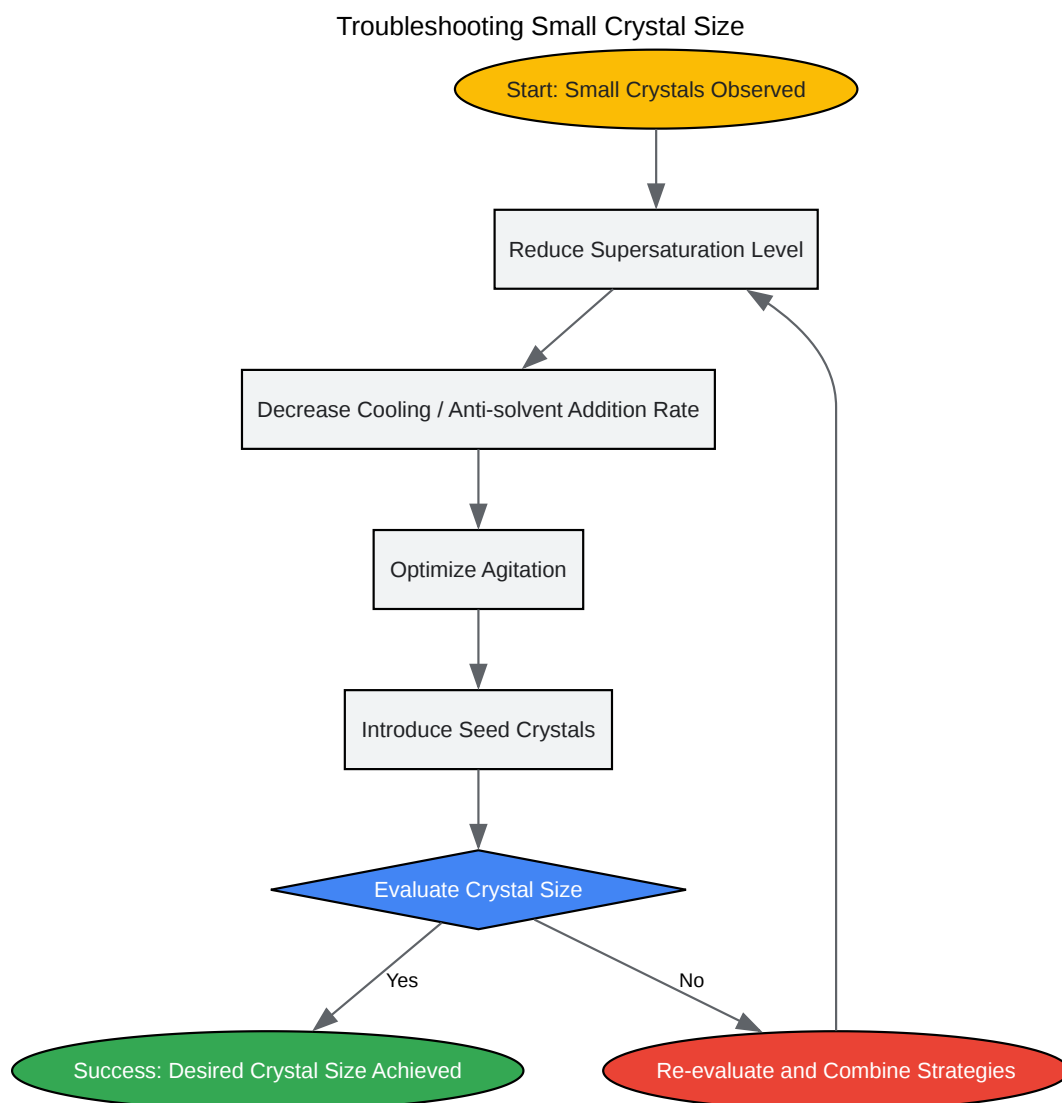 Troubleshooting Small Crystal Size
Start: Small Crystals Observed
Reduce Supersaturation Level
Decrease Cooling / Anti-solvent Addition Rate
Optimize Agitation
Introduce Seed Crystals
Evaluate Crystal Size
Yes
No
Success: Desired Crystal Size Achieved
Re-evaluate and Combine Strategies